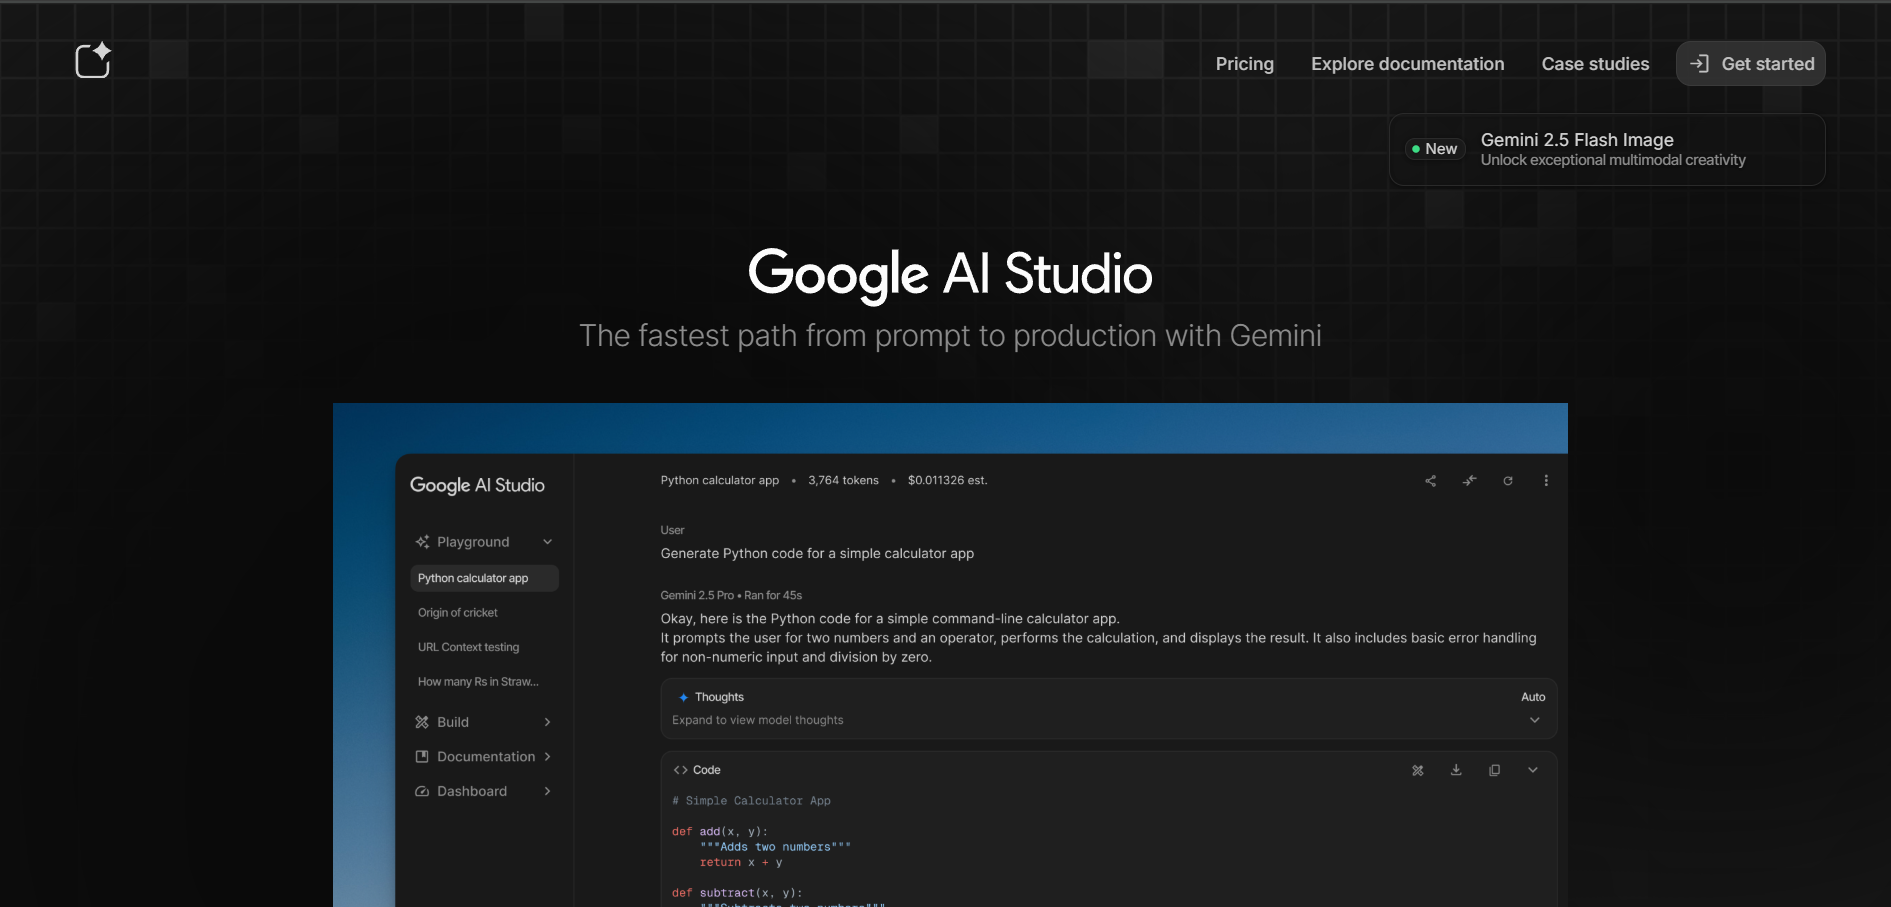 Pricing
Explore documentation
Case studies
Get started
New
Gemini 2.5 Flash Image
Unlock exceptional multimodal creativity
Google AI Studio
The fastest path from prompt to production with Gemini
Google AI Studio
Playground
Python calculator app
Origin of cricket
URL Context testing
How many Rs in Straw...
Build
Documentation
Dashboard
Python calculator app • 3,764 tokens • $0.011326 est.
User
Generate Python code for a simple calculator app
Gemini 2.5 Pro • Ran for 45s
Okay, here is the Python code for a simple command-line calculator app.
It prompts the user for two numbers and an operator, performs the calculation, and displays the result. It also includes basic error handling
for non-numeric input and division by zero.
Thoughts
Auto
Expand to view model thoughts
<> Code
# Simple Calculator App
def add(x, y):
"""Adds two numbers"""
return x + y
def subtract(x, y):
"""Subtracts two numbers"""